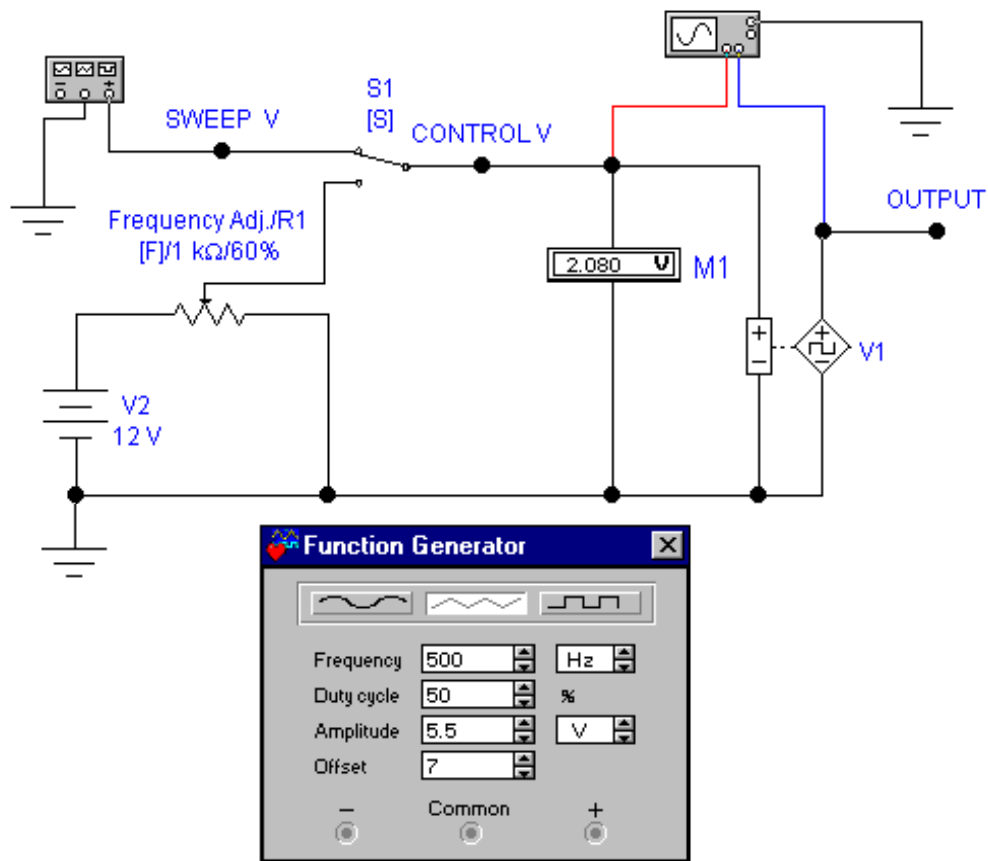 S1
[S]
SWEEP V
CONTROL V
OUTPUT
Frequency Adj./R1
[F]/1 kΩ/60%
2.080 V
M1
V1
V2
12 V
Function Generator
Frequency 500 Hz
Duty cycle 50 %
Amplitude 5.5 V
Offset 7
− Common +